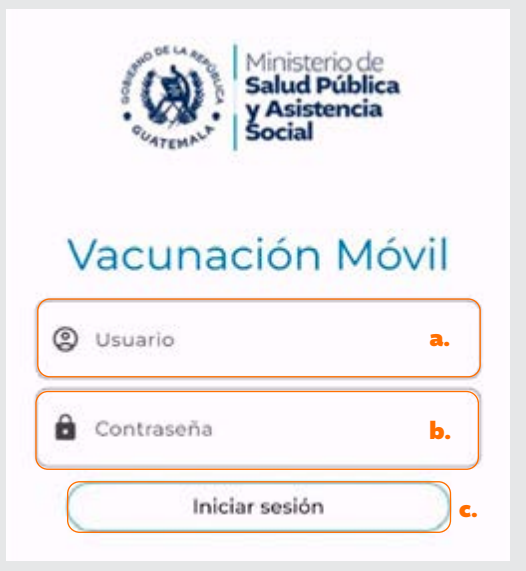 GOBIERNO DE LA REPÚBLICA
GUATEMALA
Ministerio de
Salud Pública
y Asistencia
Social
Vacunación Móvil
Usuario a.
Contraseña b.
Iniciar sesión c.